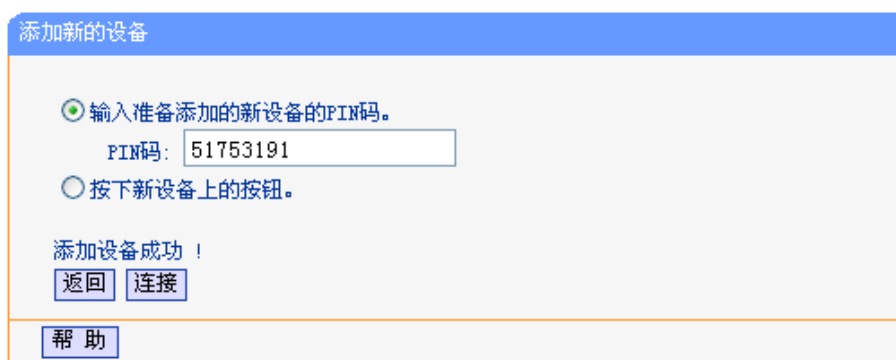 添加新的设备
输入准备添加的新设备的PIN码。
PIN码: 51753191
按下新设备上的按钮。
添加设备成功 !
返回 连接
帮 助